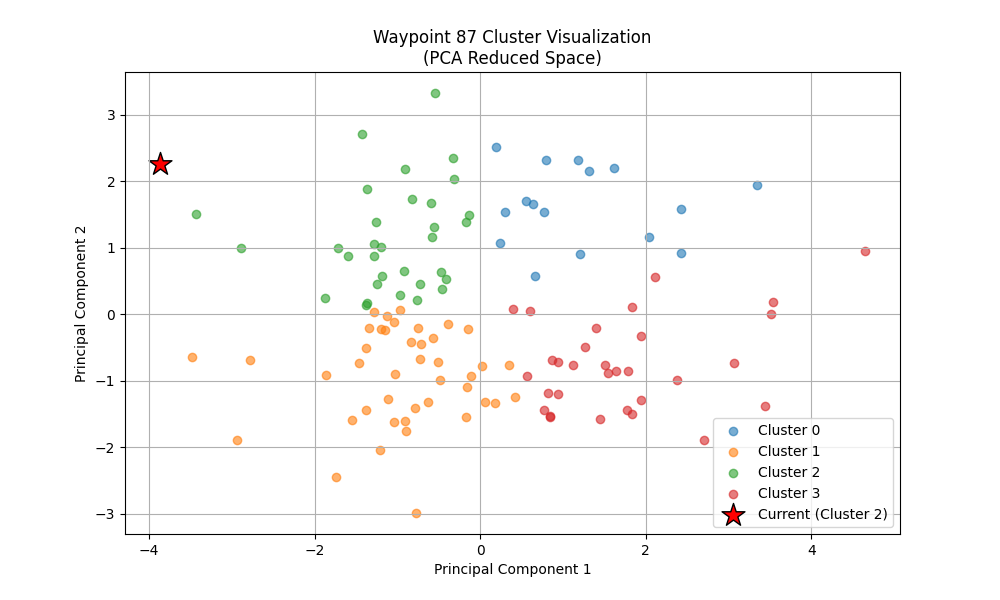 Waypoint 87 Cluster Visualization
(PCA Reduced Space)
Principal Component 2
3
2
1
0
−1
−2
−3
−4
−2
0
2
4
Principal Component 1
Cluster 0
Cluster 1
Cluster 2
Cluster 3
Current (Cluster 2)